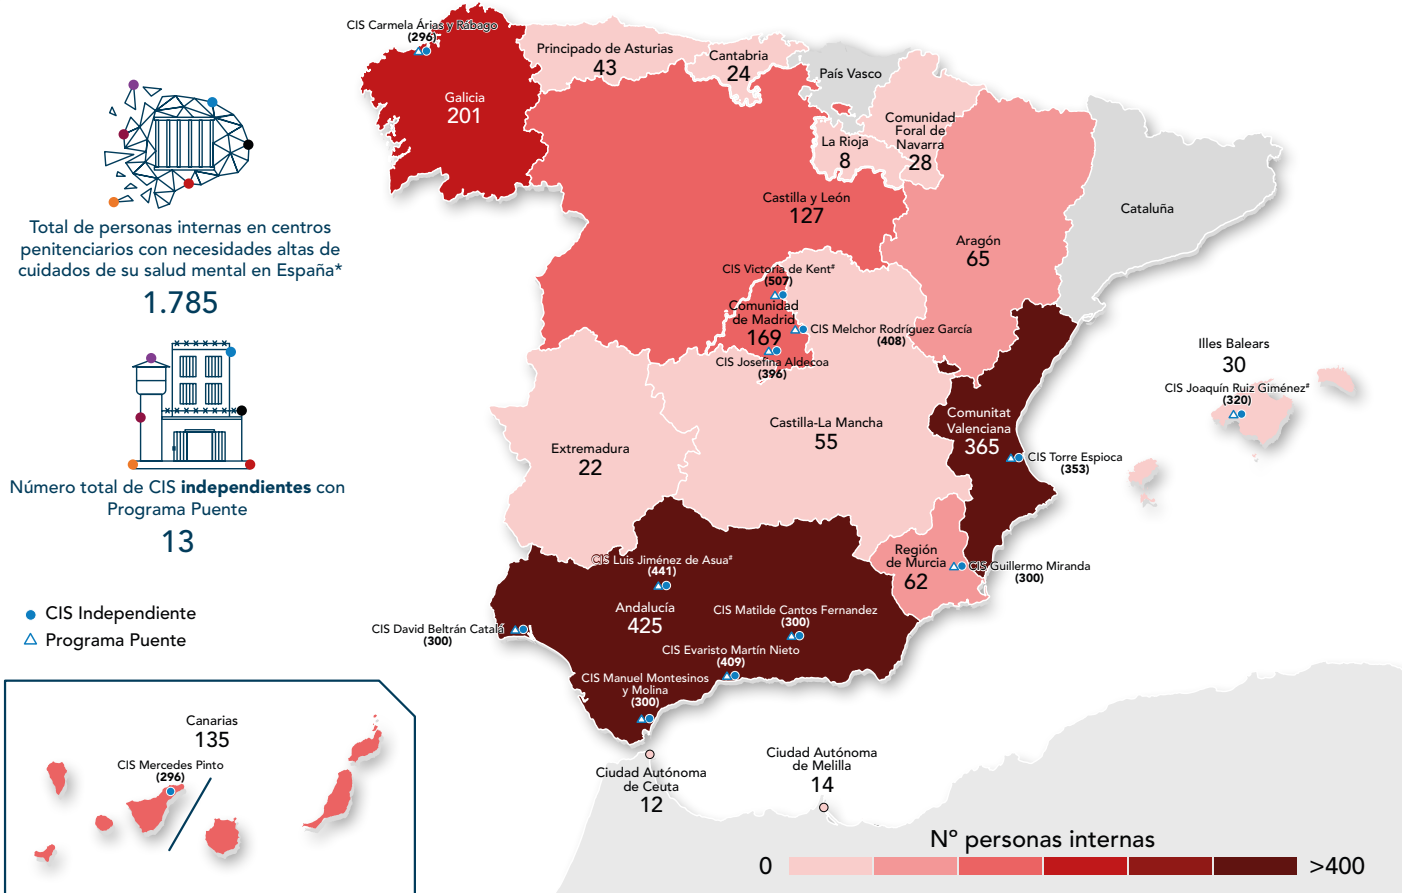 CIS Carmela Árias y Rábago
(296)
Principado de Asturias
43
Cantabria
24
País Vasco
Galicia
201
Comunidad
Foral de
Navarra
28
La Rioja
8
Castilla y León
127
Cataluña
Aragón
65
Total de personas internas en centros
penitenciarios con necesidades altas de
cuidados de su salud mental en España*
1.785
CIS Victoria de Kent#
(507)
Comunidad
de Madrid
169
CIS Melchor Rodríguez García
(408)
CIS Josefina Aldecoa
(396)
Illes Balears
30
CIS Joaquín Ruiz Giménez#
(320)
Comunitat
Valenciana
365
Castilla-La Mancha
55
Extremadura
22
CIS Torre Espioca
(353)
Número total de CIS independientes con
Programa Puente
13
Región
de Murcia
62
CIS Guillermo Miranda
(300)
CIS Luis Jiménez de Asua#
(441)
Andalucía
425
CIS Matilde Cantos Fernandez
(300)
CIS Independiente
Programa Puente
CIS David Beltrán Catalá
(300)
CIS Evaristo Martín Nieto
(409)
CIS Manuel Montesinos
y Molina
(300)
Canarias
135
CIS Mercedes Pinto
(296)
Ciudad Autónoma
de Ceuta
12
Ciudad Autónoma
de Melilla
14
Nº personas internas
0
>400